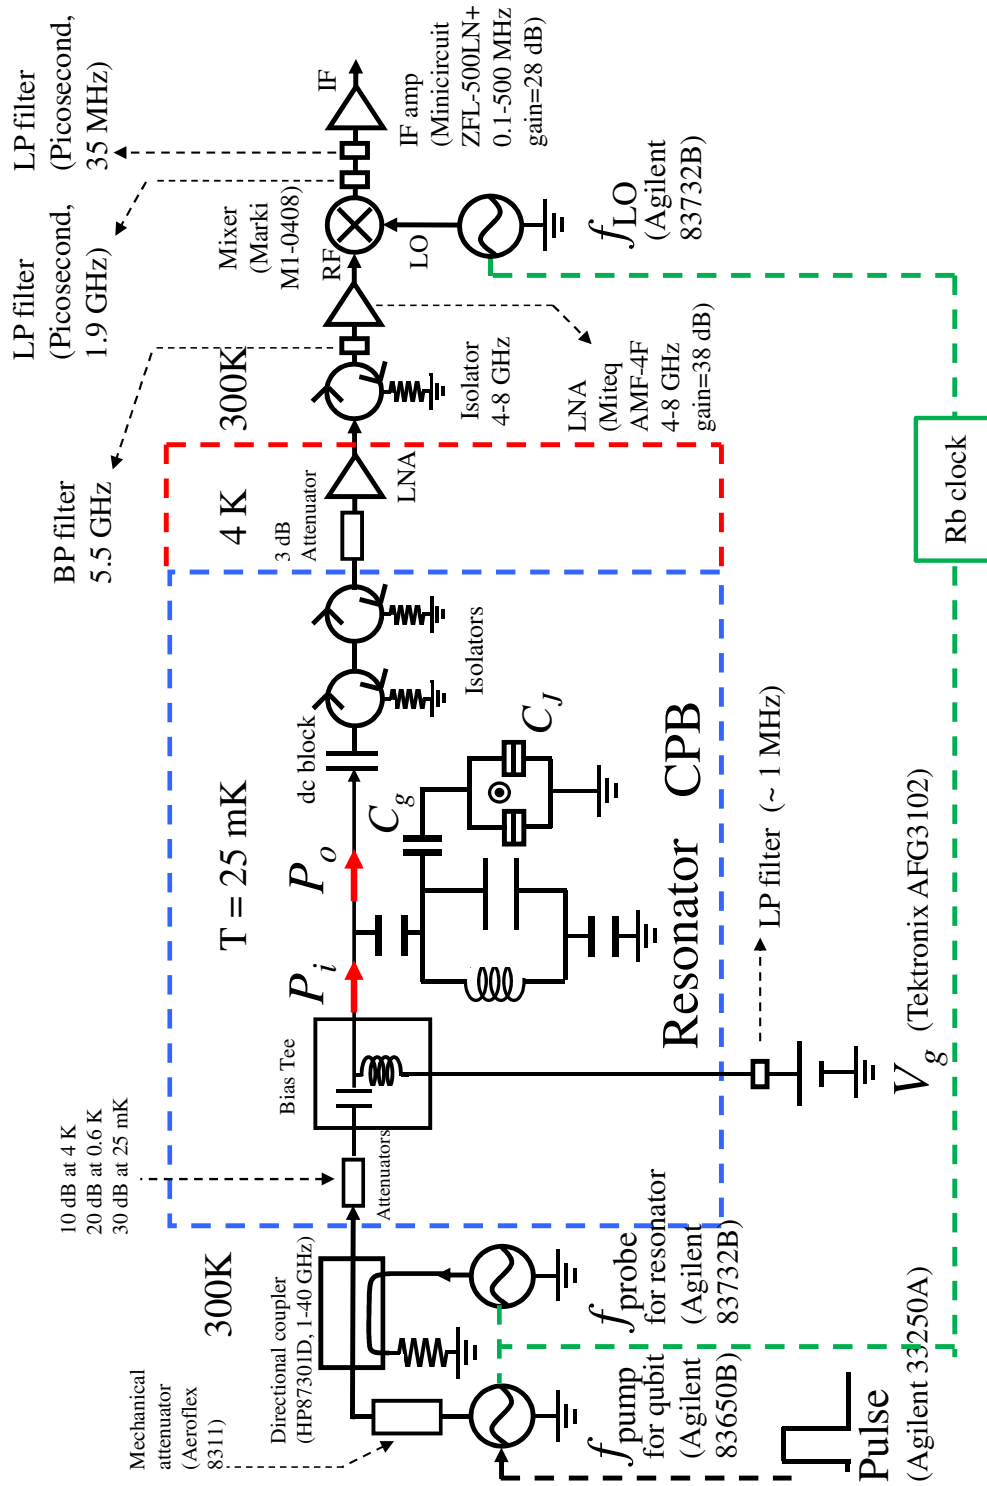 Mechanical
attenuator
(Aeroflex
8311)
300K
Directional coupler
(HP87301D, 1-40 GHz)
10 dB at 4 K
20 dB at 0.6 K
30 dB at 25 mK
Attenuators
Bias Tee
T = 25 mK
P_i
P_o
dc block
Isolators
C_g
C_J
Resonator
CPB
BP filter
5.5 GHz
4 K
3 dB
Attenuator
LNA
300K
Isolator
4-8 GHz
LNA
(Miteq
AMF-4F
4-8 GHz
gain=38 dB)
LP filter
(Picosecond,
1.9 GHz)
LP filter
(Picosecond,
35 MHz)
Mixer
(Marki
M1-0408)
RF
LO
IF
IF amp
(Minicircuit
ZFL-500LN+
0.1-500 MHz
gain=28 dB)
f_LO
(Agilent
83732B)
Rb clock
LP filter (~ 1 MHz)
V_g (Tektronix AFG3102)
f_probe
for resonator
(Agilent
83732B)
f_pump
for qubit
(Agilent
83650B)
Pulse
(Agilent 33250A)